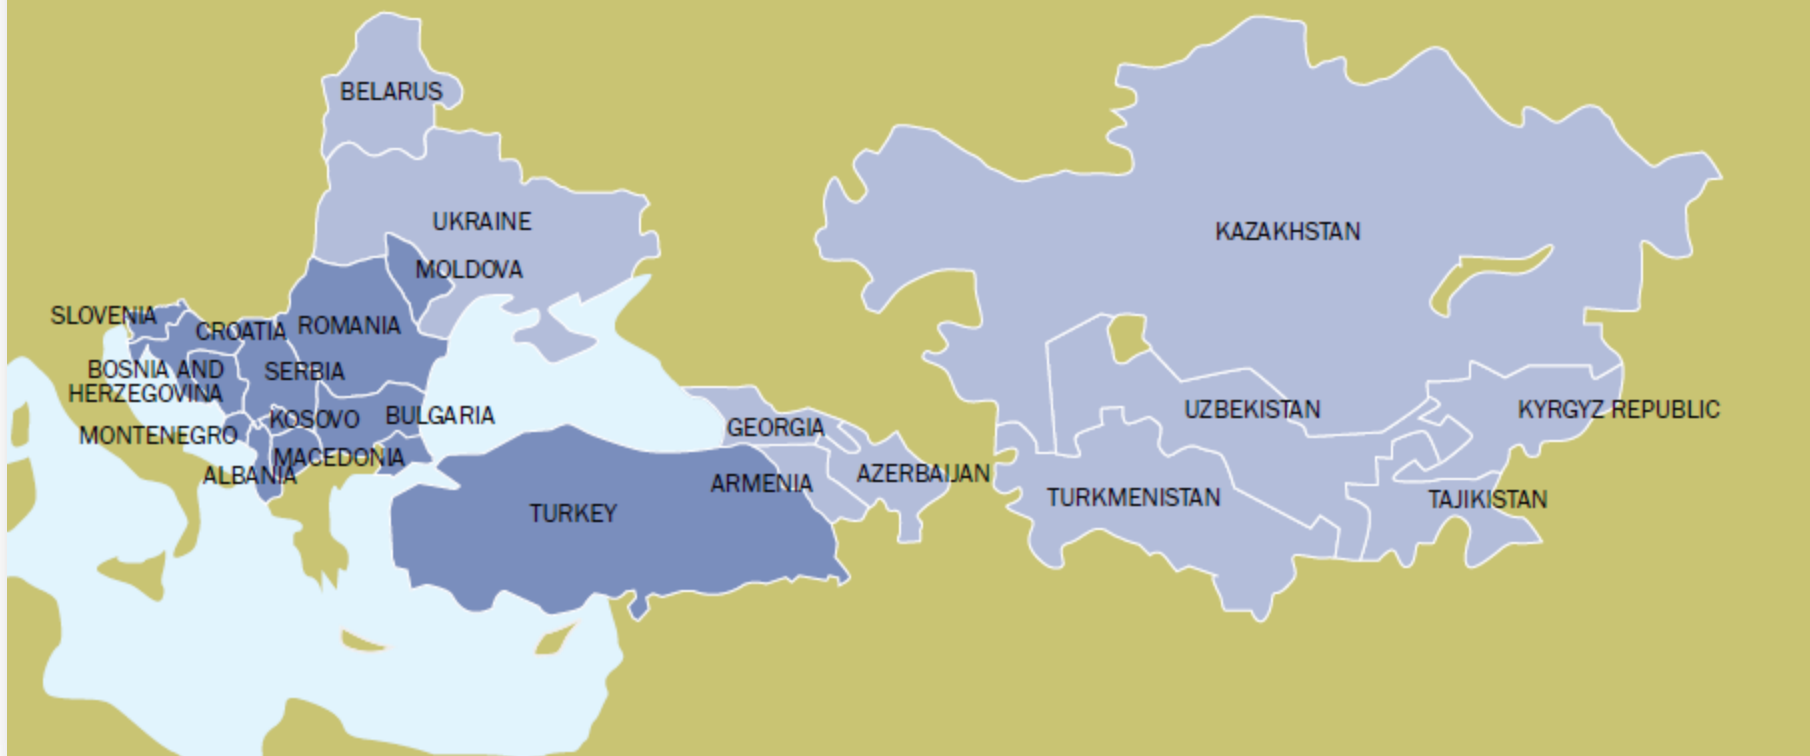 BELARUS
UKRAINE
KAZAKHSTAN
MOLDOVA
SLOVENIA
CROATIA
ROMANIA
BOSNIA AND
HERZEGOVINA
SERBIA
KOSOVO
BULGARIA
MONTENEGRO
MACEDONIA
ALBANIA
TURKEY
GEORGIA
ARMENIA
AZERBAIJAN
UZBEKISTAN
KYRGYZ REPUBLIC
TURKMENISTAN
TAJIKISTAN